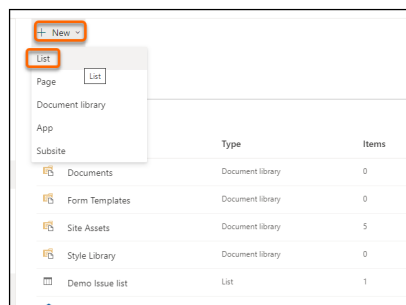 + New
List
List
Page
Document library
App
Subsite
Type Items
Documents Document library 0
Form Templates Document library 0
Site Assets Document library 5
Style Library Document library 0
Demo Issue list List 1